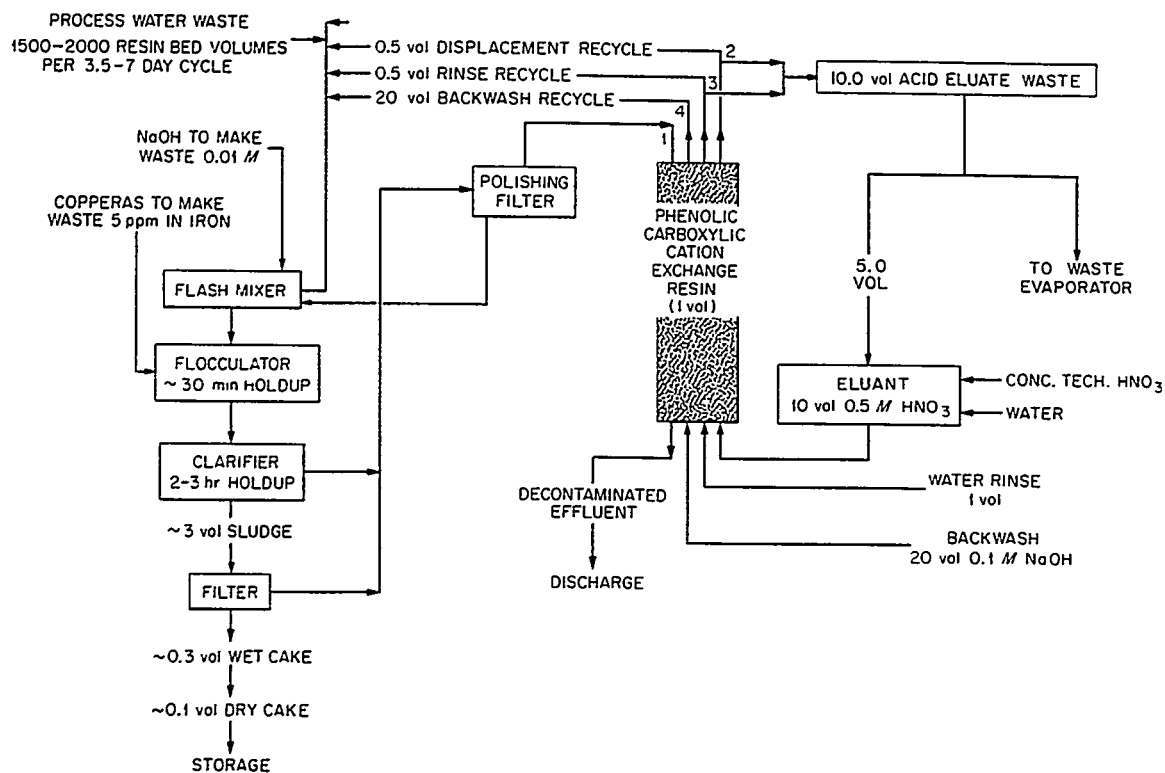 PROCESS WATER WASTE
1500-2000 RESIN BED VOLUMES
PER 3.5-7 DAY CYCLE
0.5 vol DISPLACEMENT RECYCLE
0.5 vol RINSE RECYCLE
20 vol BACKWASH RECYCLE
2
3
4
1
10.0 vol ACID ELUATE WASTE
NaOH TO MAKE
WASTE 0.01 M
COPPERAS TO MAKE
WASTE 5 ppm IN IRON
POLISHING
FILTER
PHENOLIC
CARBOXYLIC
CATION
EXCHANGE
RESIN
(1 vol)
5.0
VOL
TO WASTE
EVAPORATOR
FLASH MIXER
FLOCCULATOR
~ 30 min HOLDUP
ELUANT
10 vol 0.5 M HNO₃
CONC. TECH. HNO₃
WATER
CLARIFIER
2-3 hr HOLDUP
DECONTAMINATED
EFFLUENT
WATER RINSE
1 vol
~3 vol SLUDGE
BACKWASH
20 vol 0.1 M NaOH
DISCHARGE
FILTER
~0.3 vol WET CAKE
~0.1 vol DRY CAKE
STORAGE